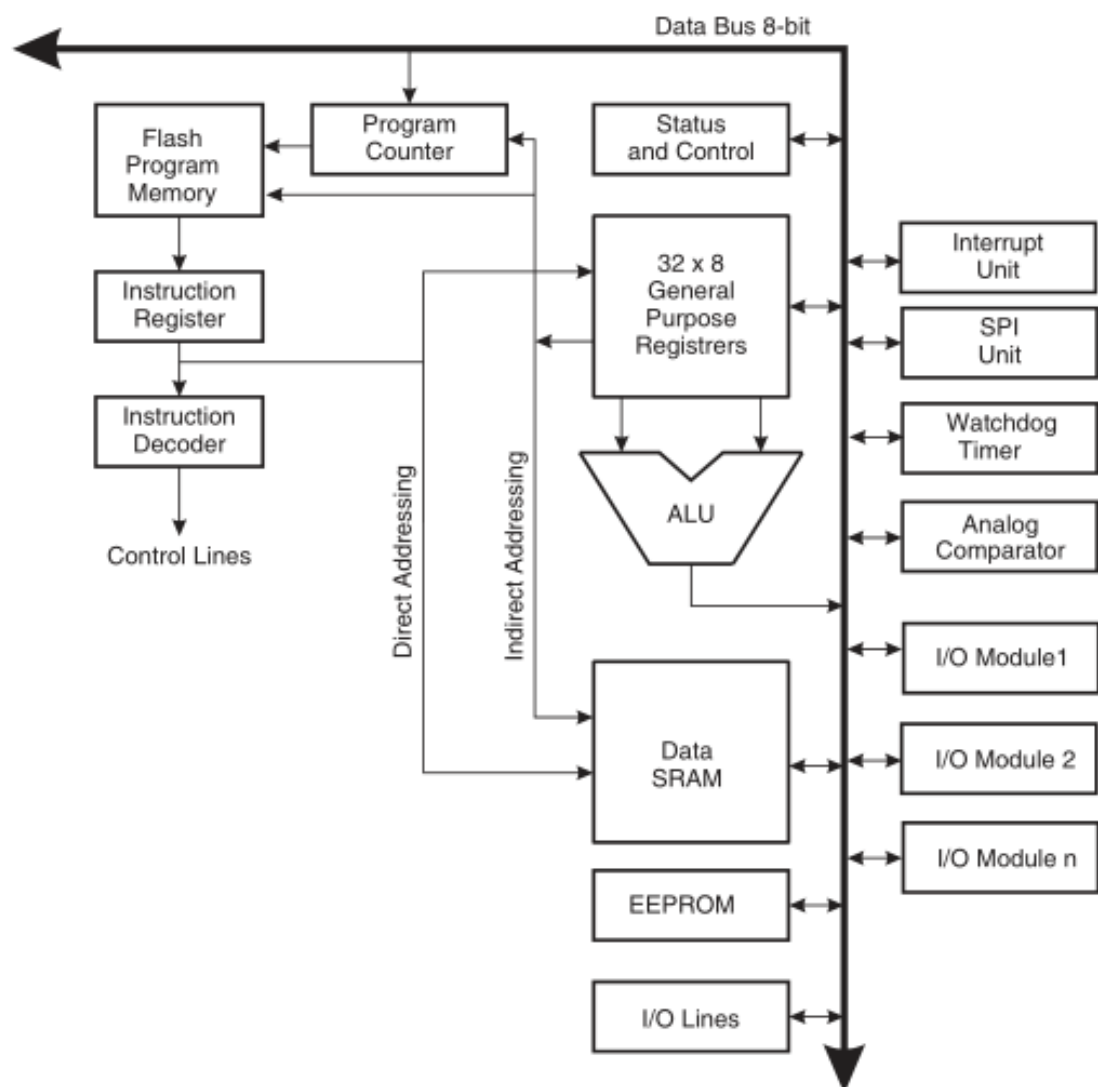 Data Bus 8-bit
Flash
Program
Memory
Program
Counter
Status
and Control
Interrupt
Unit
32 x 8
General
Purpose
Registrers
Instruction
Register
SPI
Unit
Instruction
Decoder
Watchdog
Timer
Direct Addressing
Indirect Addressing
ALU
Analog
Comparator
Control Lines
I/O Module1
Data
SRAM
I/O Module 2
I/O Module n
EEPROM
I/O Lines